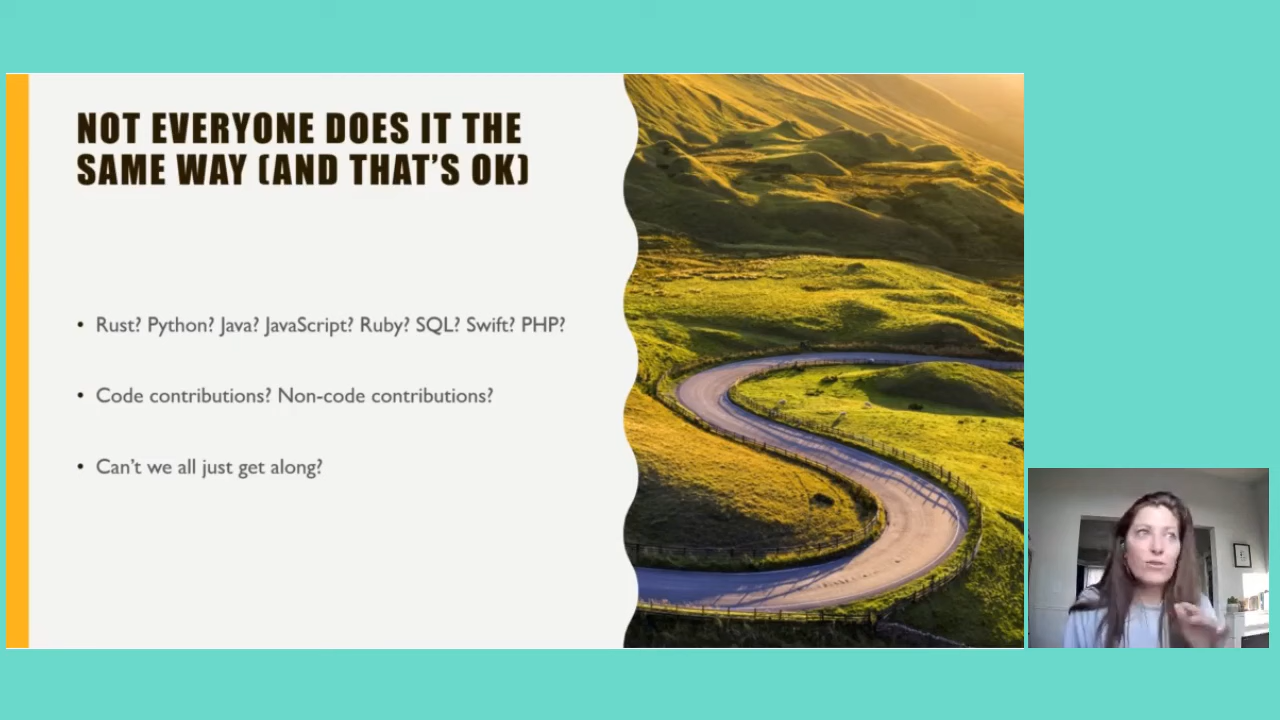 NOT EVERYONE DOES IT THE
SAME WAY (AND THAT’S OK)
• Rust? Python? Java? JavaScript? Ruby? SQL? Swift? PHP?
• Code contributions? Non-code contributions?
• Can’t we all just get along?